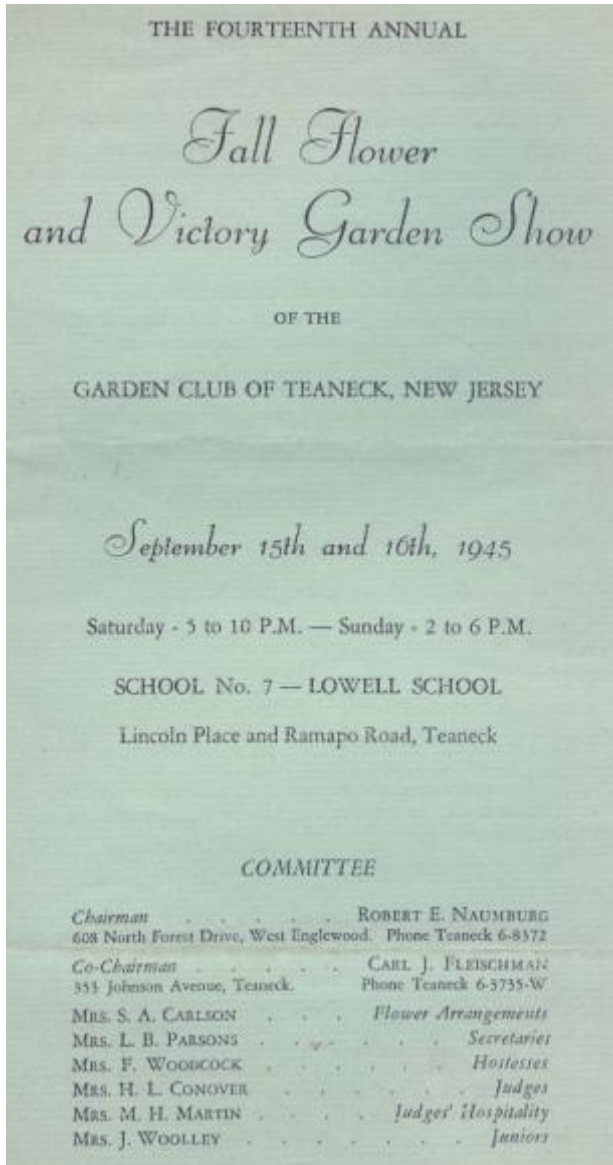 THE FOURTEENTH ANNUAL
Fall Flower
and Victory Garden Show
OF THE
GARDEN CLUB OF TEANECK, NEW JERSEY
September 15th and 16th, 1945
Saturday - 5 to 10 P.M. — Sunday - 2 to 6 P.M.
SCHOOL No. 7 — LOWELL SCHOOL
Lincoln Place and Ramapo Road, Teaneck
COMMITTEE
Chairman . . . . . ROBERT E. NAUMBURG
608 North Forest Drive, West Englewood. Phone Teaneck 6-8372
Co-Chairman . . . . . CARL J. FLEISCHMAN
353 Johnson Avenue, Teaneck. Phone Teaneck 6-3735-W
MRS. S. A. CARLSON . . . Flower Arrangements
MRS. L. B. PARSONS . . . . . . Secretaries
MRS. F. WOODCOCK . . . . . . Hostesses
MRS. H. L. CONOVER . . . . . . Judges
MRS. M. H. MARTIN . . . . Judges' Hospitality
MRS. J. WOOLLEY . . . . . . . Juniors